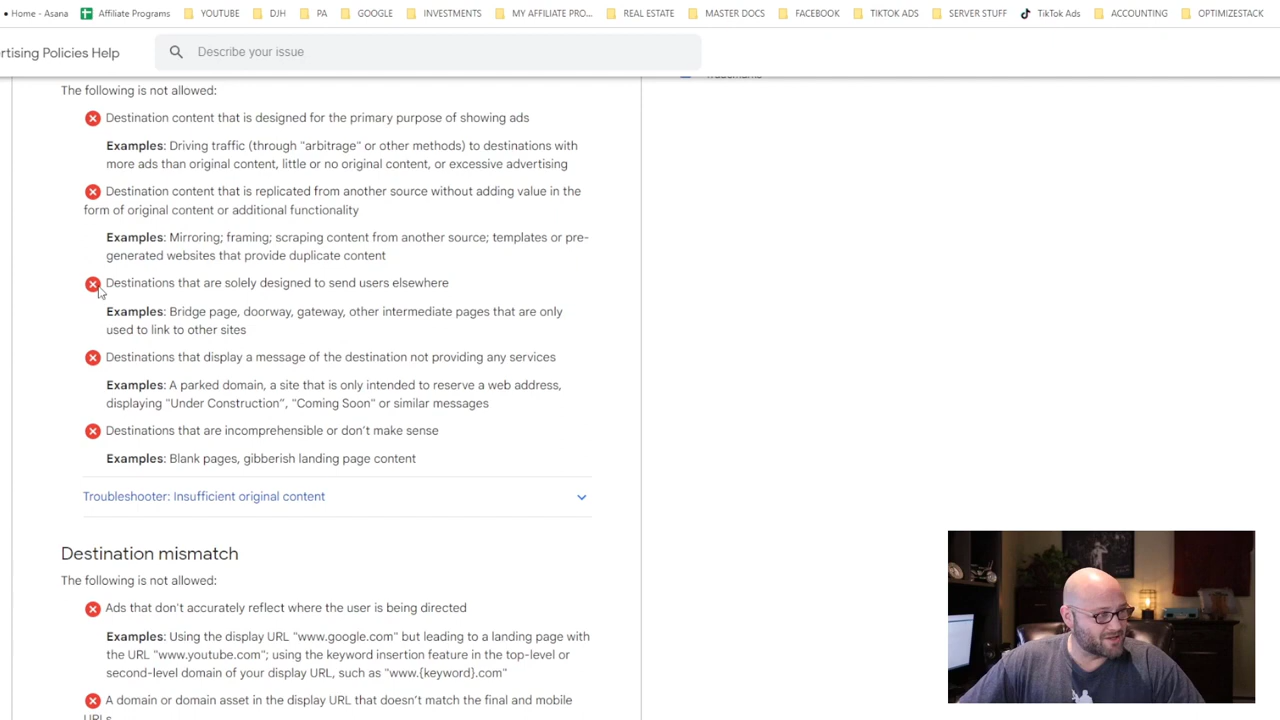 • Home - Asana
Affiliate Programs
YOUTUBE
DJH
PA
GOOGLE
INVESTMENTS
MY AFFILIATE PRO...
REAL ESTATE
MASTER DOCS
FACEBOOK
TIKTOK ADS
SERVER STUFF
TikTok Ads
ACCOUNTING
OPTIMIZESTACK
rtising Policies Help
Describe your issue
The following is not allowed:
Destination content that is designed for the primary purpose of showing ads
Examples: Driving traffic (through "arbitrage" or other methods) to destinations with
more ads than original content, little or no original content, or excessive advertising
Destination content that is replicated from another source without adding value in the
form of original content or additional functionality
Examples: Mirroring; framing; scraping content from another source; templates or pre-
generated websites that provide duplicate content
Destinations that are solely designed to send users elsewhere
Examples: Bridge page, doorway, gateway, other intermediate pages that are only
used to link to other sites
Destinations that display a message of the destination not providing any services
Examples: A parked domain, a site that is only intended to reserve a web address,
displaying "Under Construction", "Coming Soon" or similar messages
Destinations that are incomprehensible or don't make sense
Examples: Blank pages, gibberish landing page content
Troubleshooter: Insufficient original content
Destination mismatch
The following is not allowed:
Ads that don't accurately reflect where the user is being directed
Examples: Using the display URL "www.google.com" but leading to a landing page with
the URL "www.youtube.com"; using the keyword insertion feature in the top-level or
second-level domain of your display URL, such as "www.{keyword}.com"
A domain or domain asset in the display URL that doesn't match the final and mobile
URLs